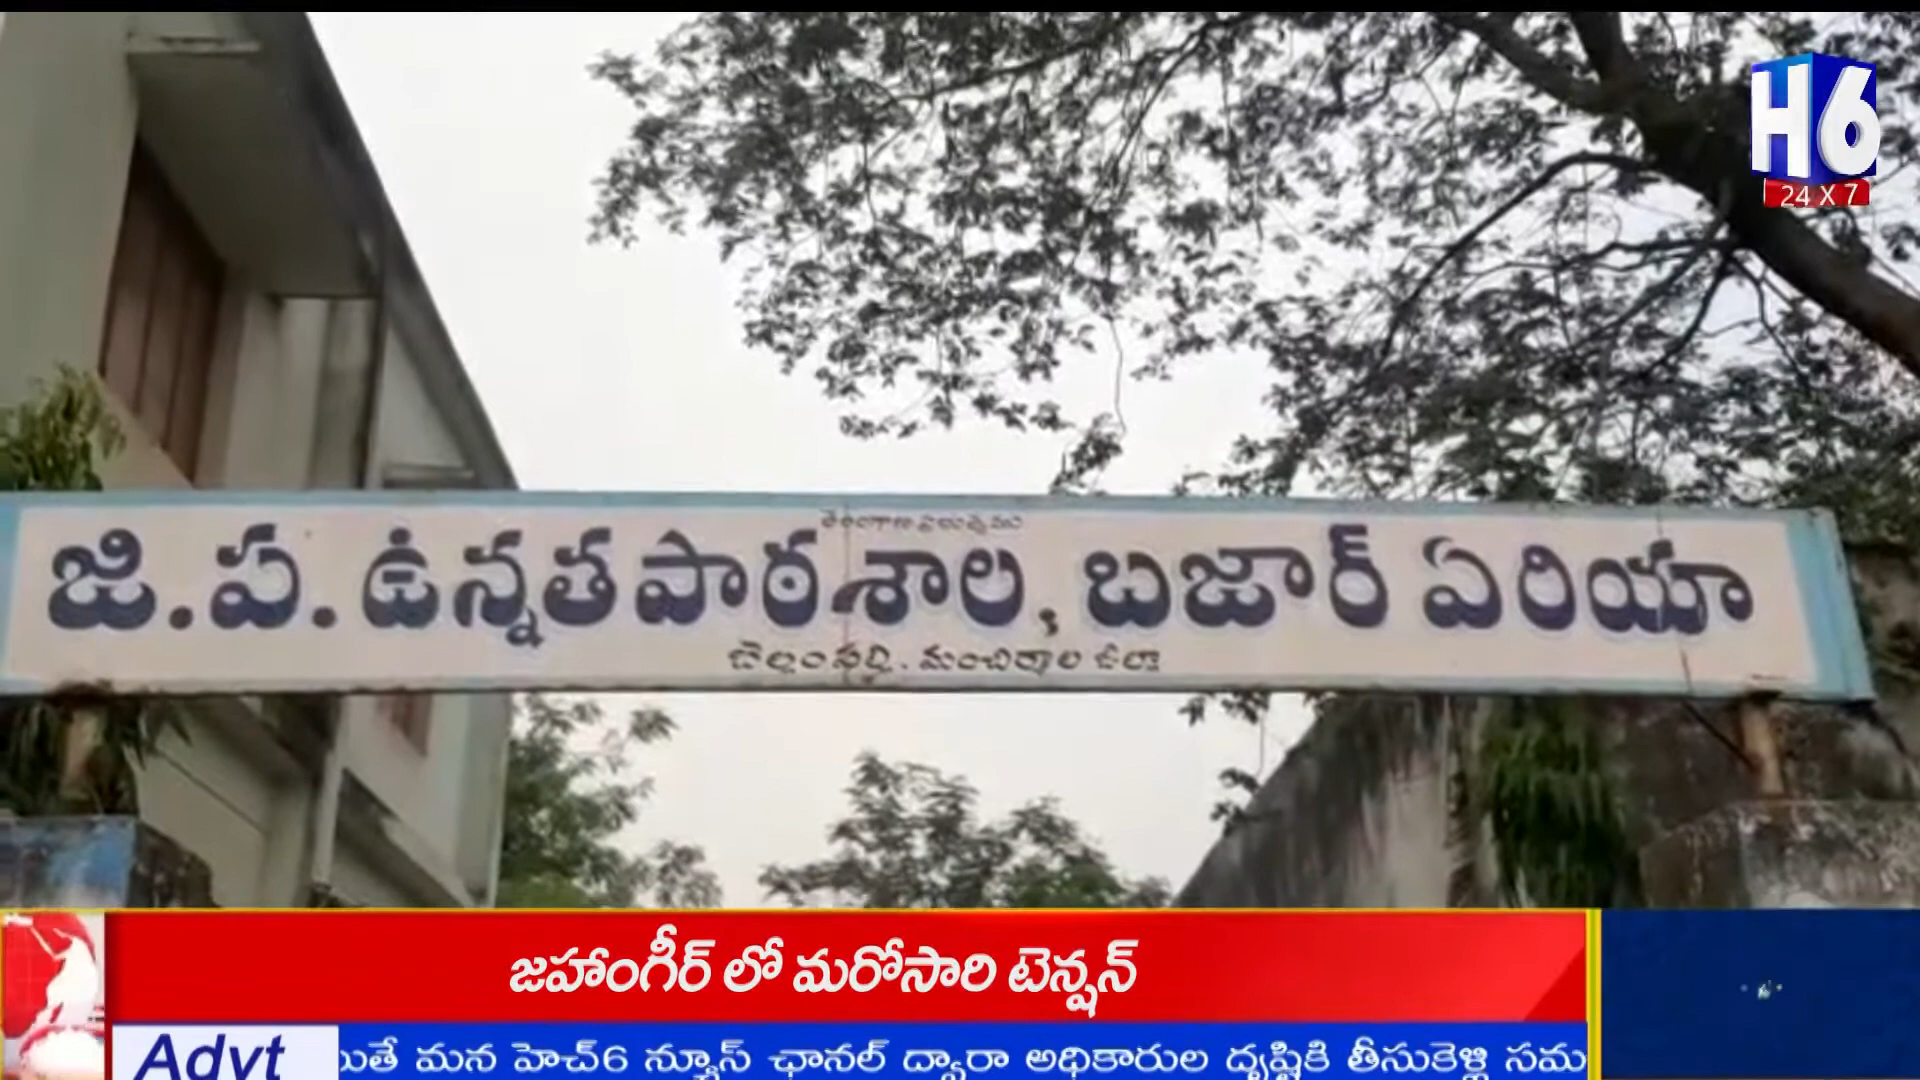 H6
24 X 7
తెలంగాణ ప్రభుత్వము
జి.ప. ఉన్నత పాఠశాల, బజార్ ఏరియా
బెల్లంపల్లి. మంచిర్యాల జిల్లా
జహాంగీర్ లో మరోసారి టెన్షన్
Advt
మన హెచ్6 న్యూస్ ఛానల్ ద్వారా అధికారుల దృష్టికి తీసుకెళ్లి సమ